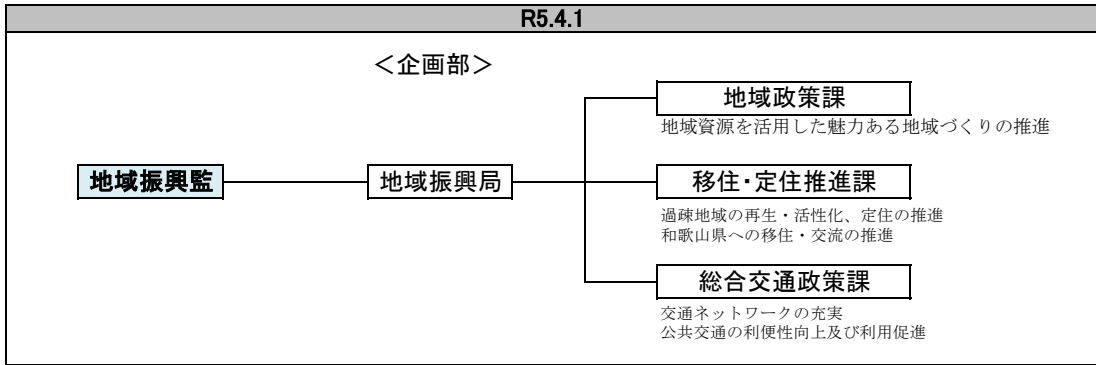 R5.4.1
＜企画部＞
地域政策課
地域資源を活用した魅力ある地域づくりの推進
地域振興監
地域振興局
移住・定住推進課
過疎地域の再生・活性化、定住の推進
和歌山県への移住・交流の推進
総合交通政策課
交通ネットワークの充実
公共交通の利便性向上及び利用促進